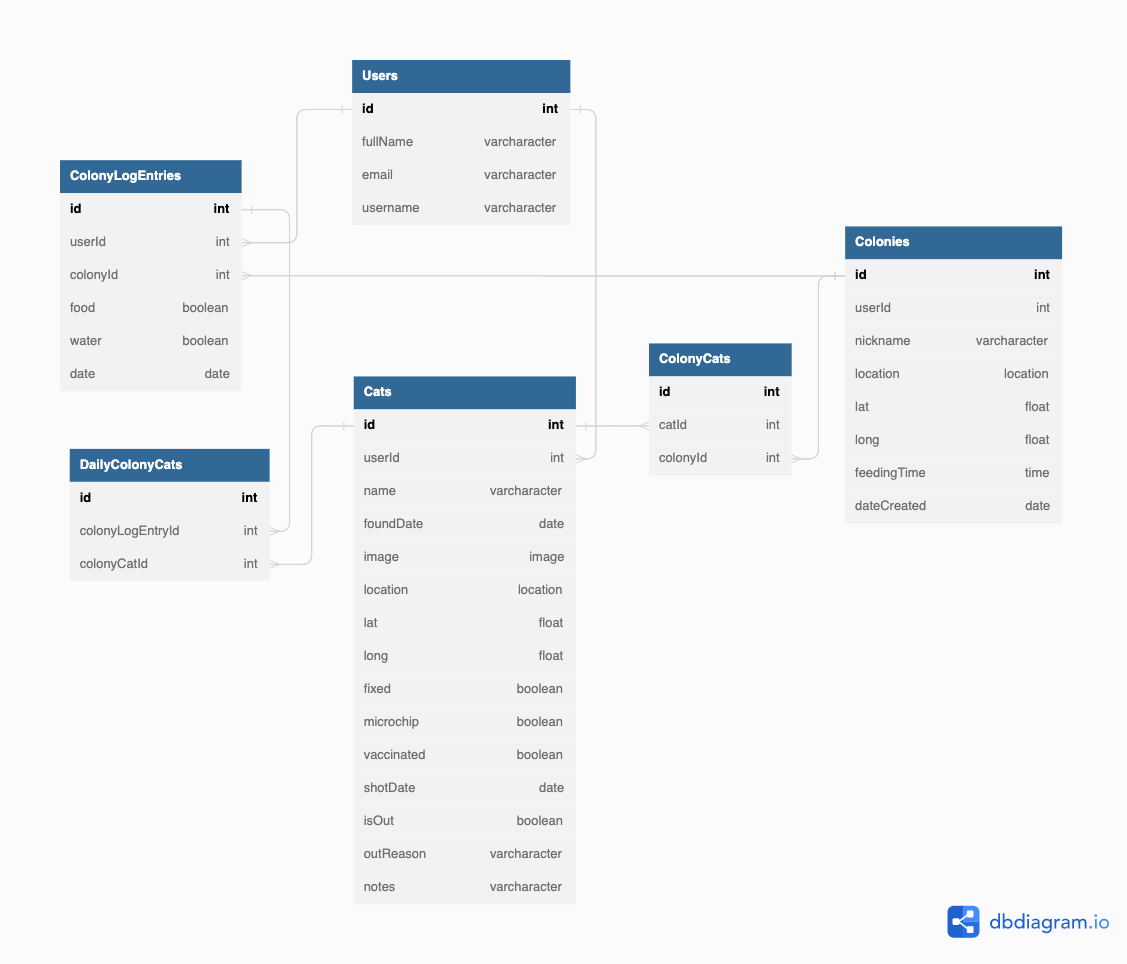 Users
id int
fullName varcharacter
email varcharacter
username varcharacter
ColonyLogEntries
id int
userId int
colonyId int
food boolean
water boolean
date date
Colonies
id int
userId int
nickname varcharacter
location location
lat float
long float
feedingTime time
dateCreated date
ColonyCats
id int
catId int
colonyId int
Cats
id int
userId int
name varcharacter
foundDate date
image image
location location
lat float
long float
fixed boolean
microchip boolean
vaccinated boolean
shotDate date
isOut boolean
outReason varcharacter
notes varcharacter
DailyColonyCats
id int
colonyLogEntryId int
colonyCatId int
dbdiagram.io